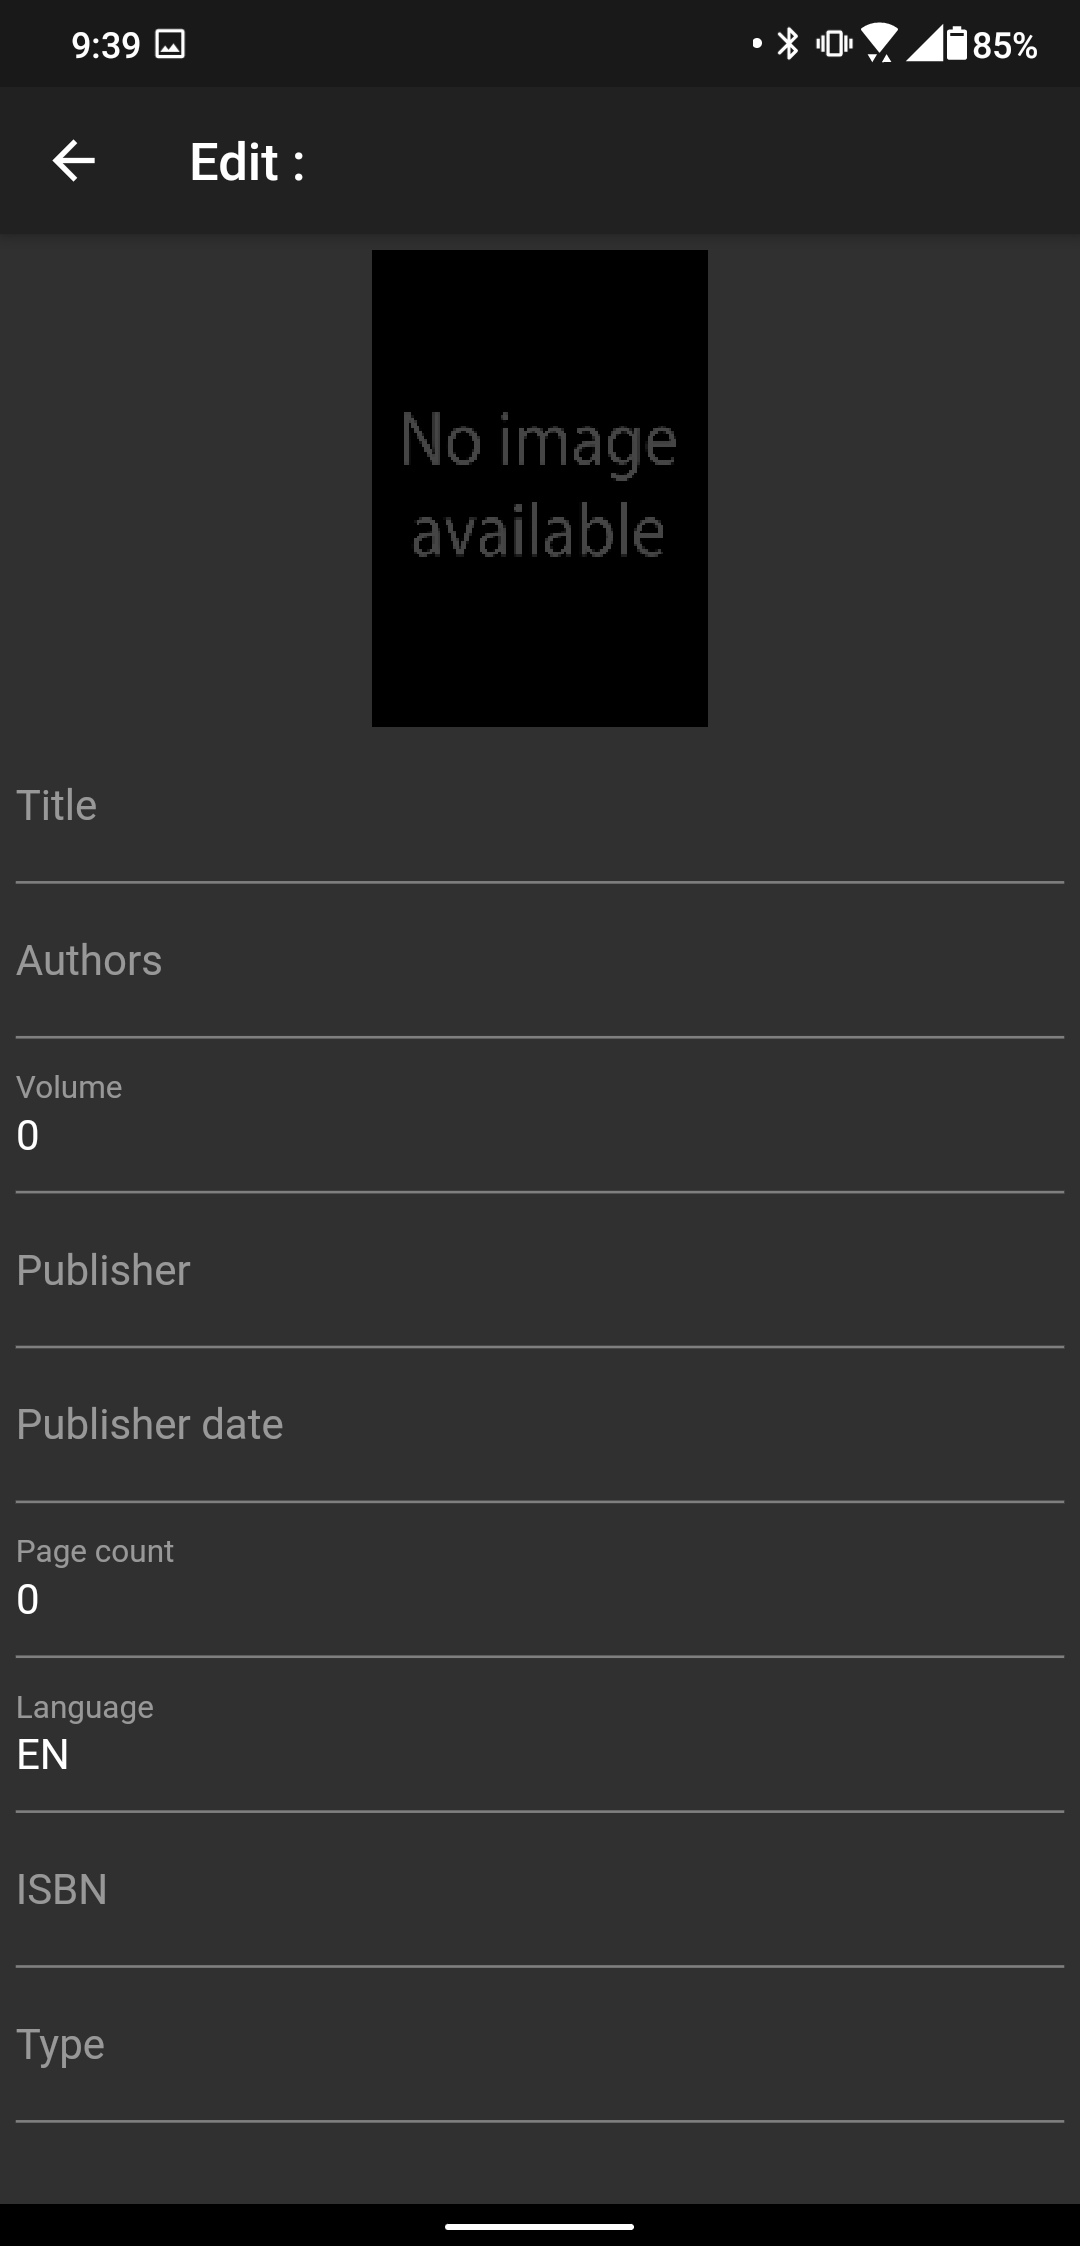 9:39 85%
Edit :
No image
available
Title
Authors
Volume
0
Publisher
Publisher date
Page count
0
Language
EN
ISBN
Type